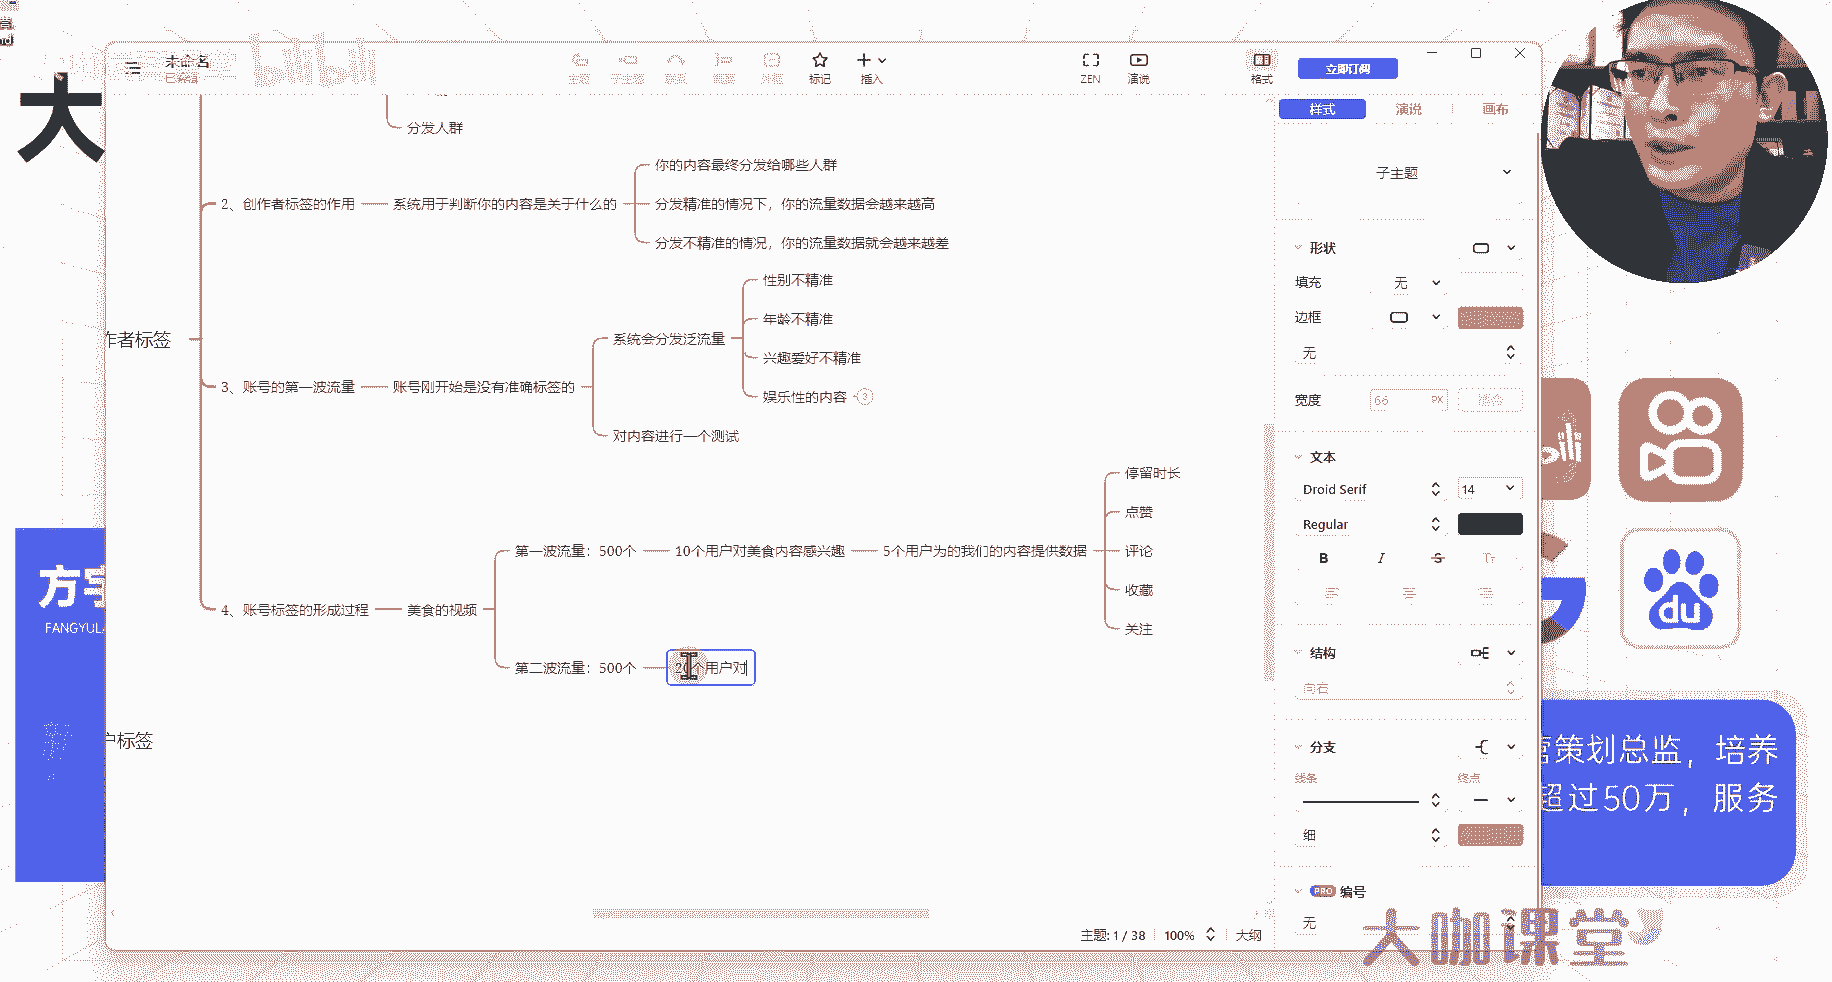 未命名
已编辑
bilibili
主题
子主题
标记
插入
ZEN
演说
格式
立即订阅
大
样式
演说
画布
分发人群
你的内容最终分发给哪些人群
2、创作者标签的作用
系统用于判断你的内容是关于什么的
分发精准的情况下，你的流量数据会越来越高
分发不精准的情况，你的流量数据就会越来越差
性别不精准
年龄不精准
作者标签
系统会分发泛流量
兴趣爱好不精准
3、账号的第一波流量
账号刚开始是没有准确标签的
娱乐性的内容
3
对内容进行一个测试
停留时长
点赞
第一波流量：500个
10个用户对美食内容感兴趣
5个用户为的我们的内容提供数据
评论
收藏
4、账号标签的形成过程
美食的视频
关注
第二波流量：500个
20个用户对
户标签
子主题
形状
填充
无
边框
无
宽度
66
PX
文本
Droid Serif
14
Regular
B
I
S
Tr
结构
向右
分支
线条
终点
细
PRO
编号
无
主题: 1 / 38
100%
大纲
方宇
FANGYUL
bili
du
营策划总监，培养
超过50万，服务
大咖课堂